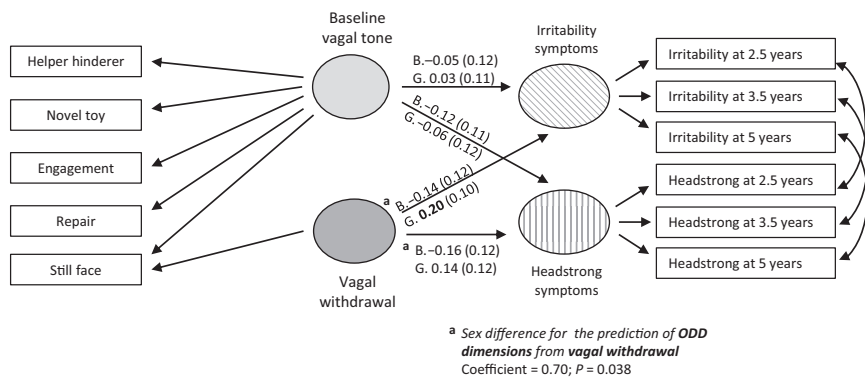 Baseline
vagal tone
Irritability
symptoms
Helper hinderer
Novel toy
Engagement
Repair
Still face
B.–0.05 (0.12)
G. 0.03 (0.11)
B.–0.12 (0.11)
G.–0.06 (0.12)
a B.–0.14 (0.12)
G. 0.20 (0.10)
a B.–0.16 (0.12)
G. 0.14 (0.12)
Vagal
withdrawal
Headstrong
symptoms
Irritability at 2.5 years
Irritability at 3.5 years
Irritability at 5 years
Headstrong at 2.5 years
Headstrong at 3.5 years
Headstrong at 5 years
a Sex difference for the prediction of ODD
dimensions from vagal withdrawal
Coefficient = 0.70; P = 0.038